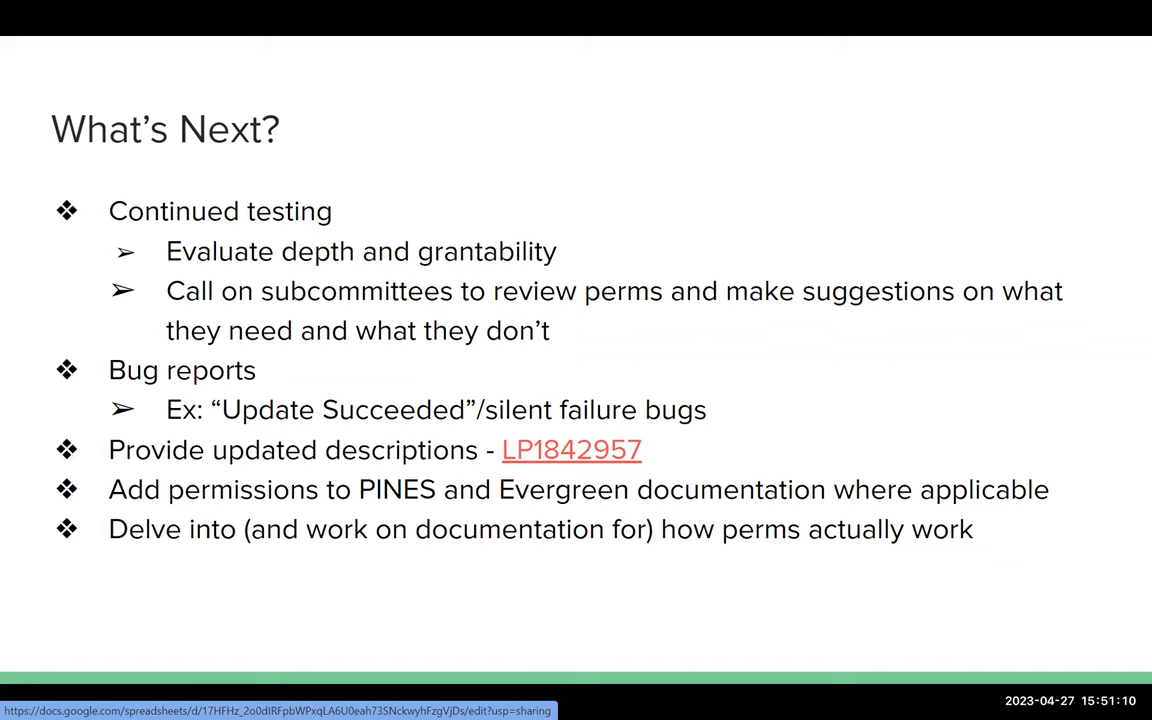 What's Next?
❖ Continued testing
➢ Evaluate depth and grantability
➢ Call on subcommittees to review perms and make suggestions on what
they need and what they don't
❖ Bug reports
➢ Ex: “Update Succeeded”/silent failure bugs
❖ Provide updated descriptions - LP1842957
❖ Add permissions to PINES and Evergreen documentation where applicable
❖ Delve into (and work on documentation for) how perms actually work
2023-04-27 15:51:10
https://docs.google.com/spreadsheets/d/17HFHz_2o0dIRFpbWPxqLA6U0eah73SNckwyhFzgVjDs/edit?usp=sharing